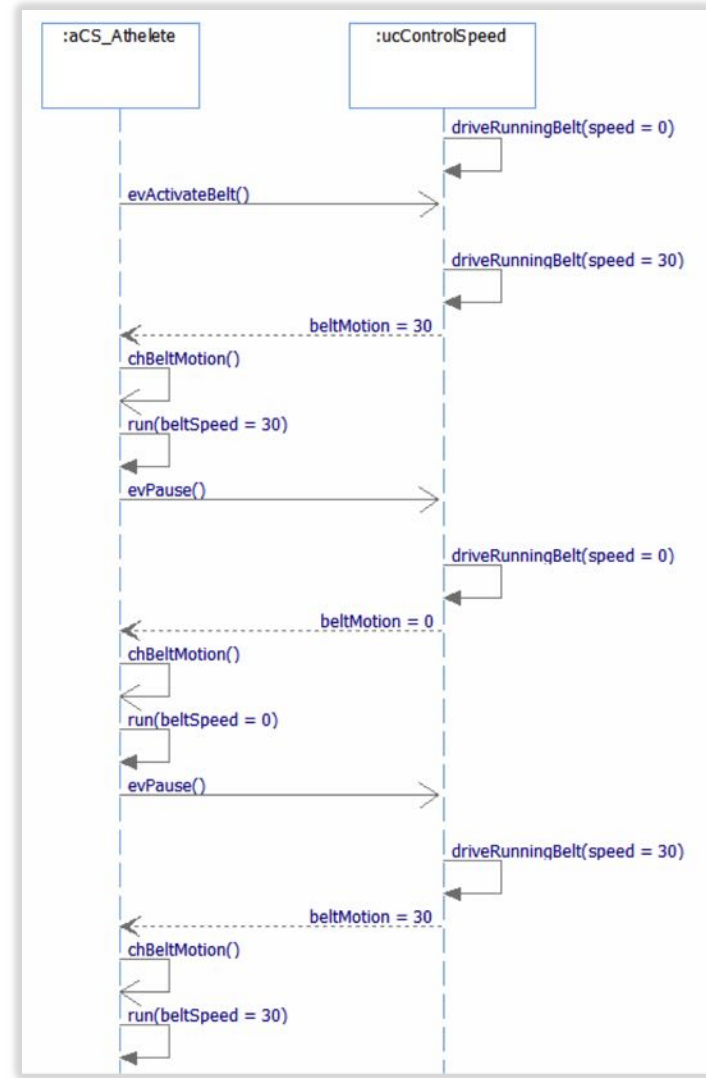 :aCS_Athelete
:ucControlSpeed
driveRunningBelt(speed = 0)
evActivateBelt()
driveRunningBelt(speed = 30)
beltMotion = 30
chBeltMotion()
run(beltSpeed = 30)
evPause()
driveRunningBelt(speed = 0)
beltMotion = 0
chBeltMotion()
run(beltSpeed = 0)
evPause()
driveRunningBelt(speed = 30)
beltMotion = 30
chBeltMotion()
run(beltSpeed = 30)